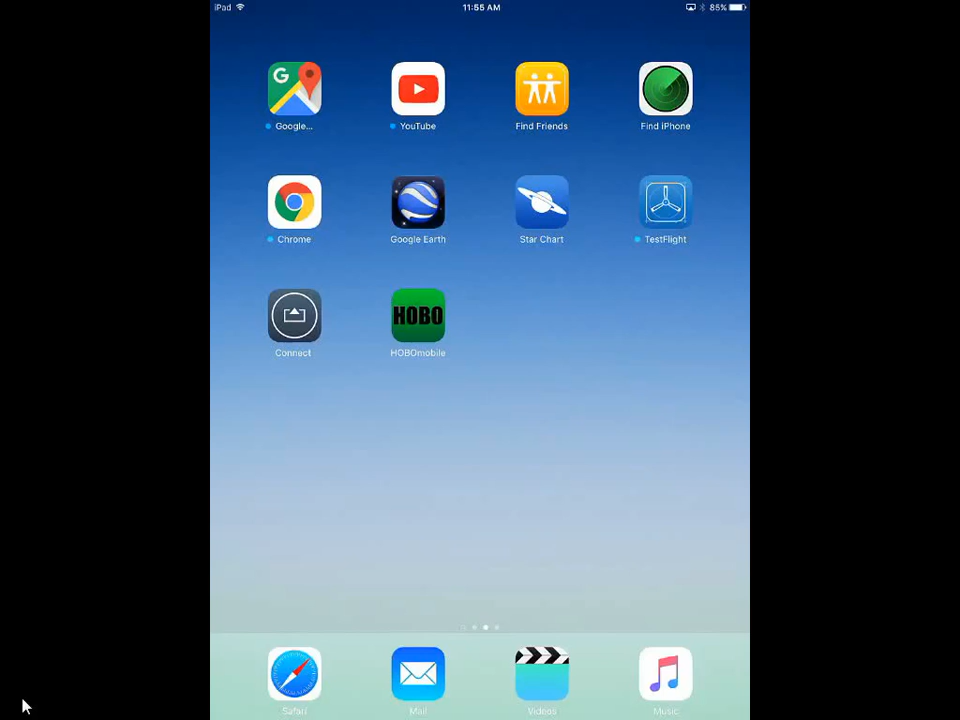 iPad 11:55 AM 85%
G
Google... YouTube Find Friends Find iPhone
Chrome Google Earth Star Chart TestFlight
HOBO
Connect HOBOmobile
Safari Mail Videos Music